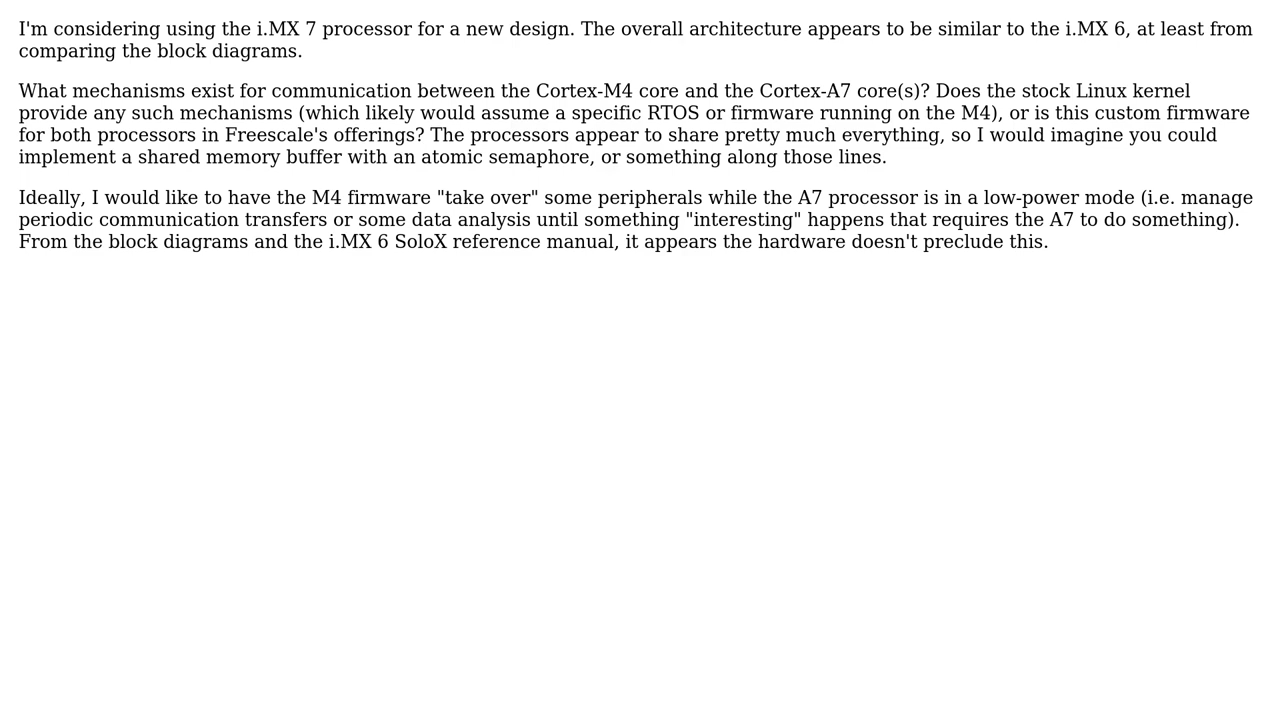 I'm considering using the i.MX 7 processor for a new design. The overall architecture appears to be similar to the i.MX 6, at least from
comparing the block diagrams.
What mechanisms exist for communication between the Cortex-M4 core and the Cortex-A7 core(s)? Does the stock Linux kernel
provide any such mechanisms (which likely would assume a specific RTOS or firmware running on the M4), or is this custom firmware
for both processors in Freescale's offerings? The processors appear to share pretty much everything, so I would imagine you could
implement a shared memory buffer with an atomic semaphore, or something along those lines.
Ideally, I would like to have the M4 firmware "take over" some peripherals while the A7 processor is in a low-power mode (i.e. manage
periodic communication transfers or some data analysis until something "interesting" happens that requires the A7 to do something).
From the block diagrams and the i.MX 6 SoloX reference manual, it appears the hardware doesn't preclude this.